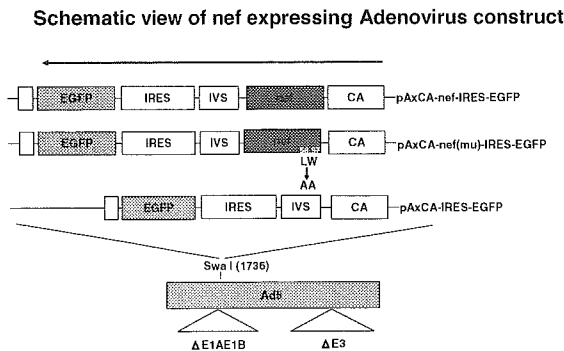 Schematic view of nef expressing Adenovirus construct
EGFP IRES IVS nef CA pAxCA-nef-IRES-EGFP
EGFP IRES IVS nef CA pAxCA-nef(mu)-IRES-EGFP
LW
AA
EGFP IRES IVS CA pAxCA-IRES-EGFP
Swa I (1736)
Ad5
ΔE1AE1B ΔE3